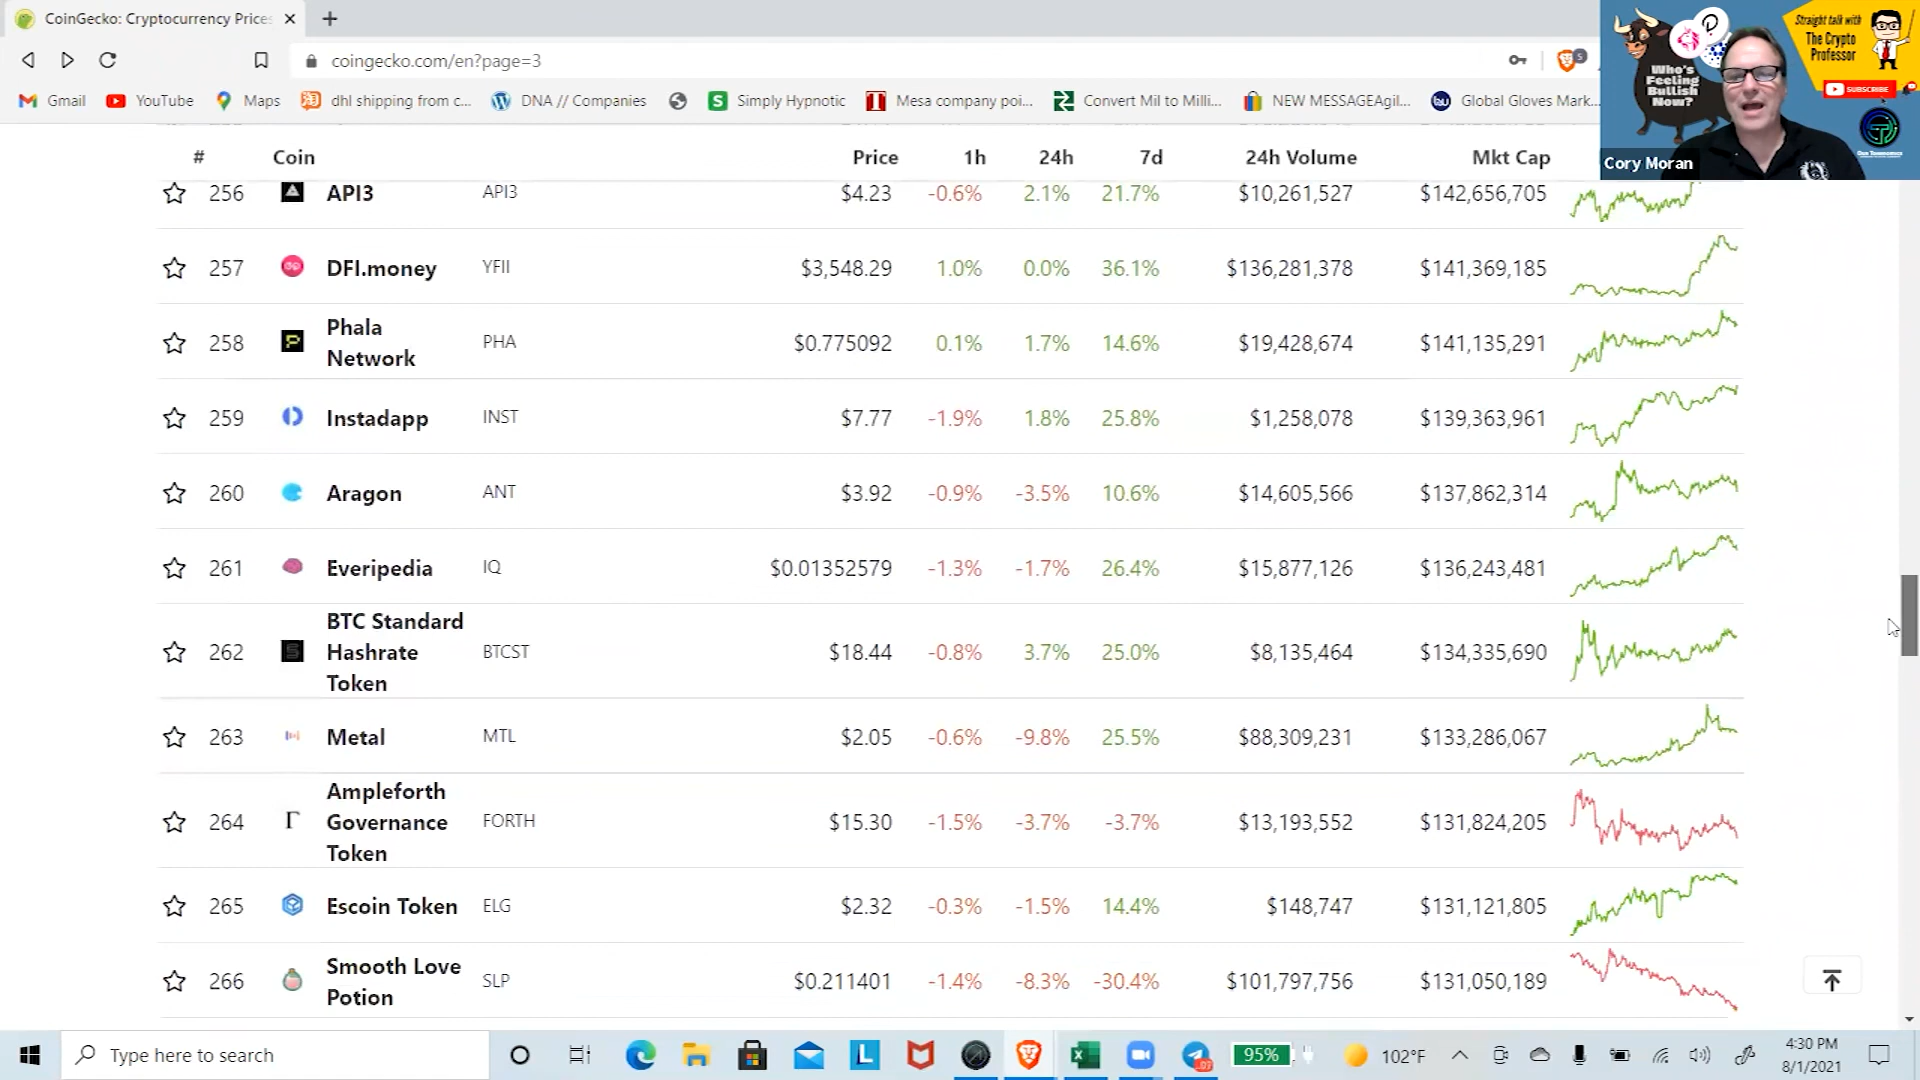 CoinGecko: Cryptocurrency Prices
coingecko.com/en?page=3
5
Gmail YouTube Maps dhl shipping from c... DNA // Companies Simply Hypnotic Mesa company poi... Convert Mil to Milli... NEW MESSAGEAgil... Global Gloves Mark...
Straight talk with
The Crypto
Professor
SUBSCRIBE
Who's
Feeling
Bullish
Now?
Cory Moran
# Coin Price 1h 24h 7d 24h Volume Mkt Cap
256 API3 API3 $4.23 -0.6% 2.1% 21.7% $10,261,527 $142,656,705
257 DFI.money YFII $3,548.29 1.0% 0.0% 36.1% $136,281,378 $141,369,185
258 Phala Network PHA $0.775092 0.1% 1.7% 14.6% $19,428,674 $141,135,291
259 Instadapp INST $7.77 -1.9% 1.8% 25.8% $1,258,078 $139,363,961
260 Aragon ANT $3.92 -0.9% -3.5% 10.6% $14,605,566 $137,862,314
261 Everipedia IQ $0.01352579 -1.3% -1.7% 26.4% $15,877,126 $136,243,481
262 BTC Standard Hashrate Token BTCST $18.44 -0.8% 3.7% 25.0% $8,135,464 $134,335,690
263 Metal MTL $2.05 -0.6% -9.8% 25.5% $88,309,231 $133,286,067
264 Ampleforth Governance Token FORTH $15.30 -1.5% -3.7% -3.7% $13,193,552 $131,824,205
265 Escoin Token ELG $2.32 -0.3% -1.5% 14.4% $148,747 $131,121,805
266 Smooth Love Potion SLP $0.211401 -1.4% -8.3% -30.4% $101,797,756 $131,050,189
Type here to search
95%
102°F
4:30 PM
8/1/2021